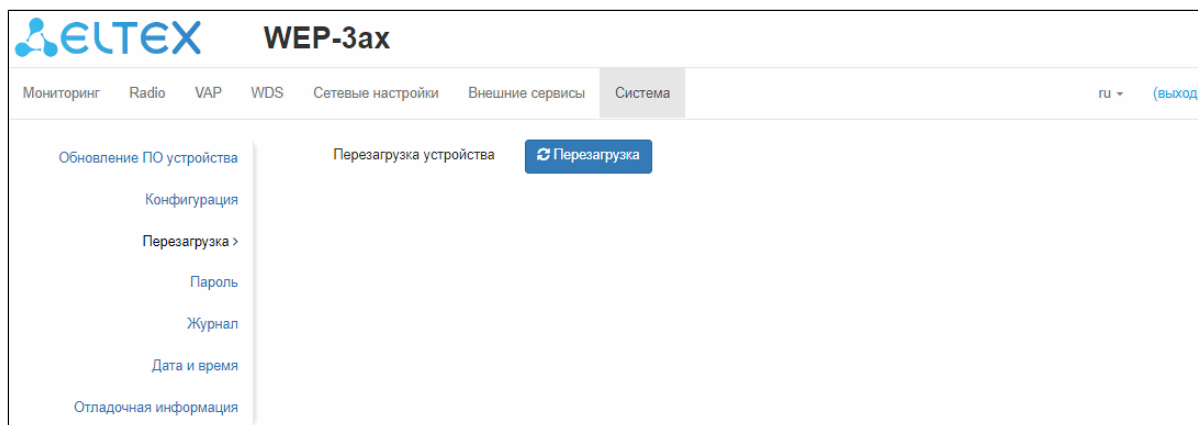 ELTEX WEP-3ax
Мониторинг Radio VAP WDS Сетевые настройки Внешние сервисы Система ru (выход
Обновление ПО устройства Перезагрузка устройства Перезагрузка
Конфигурация
Перезагрузка >
Пароль
Журнал
Дата и время
Отладочная информация